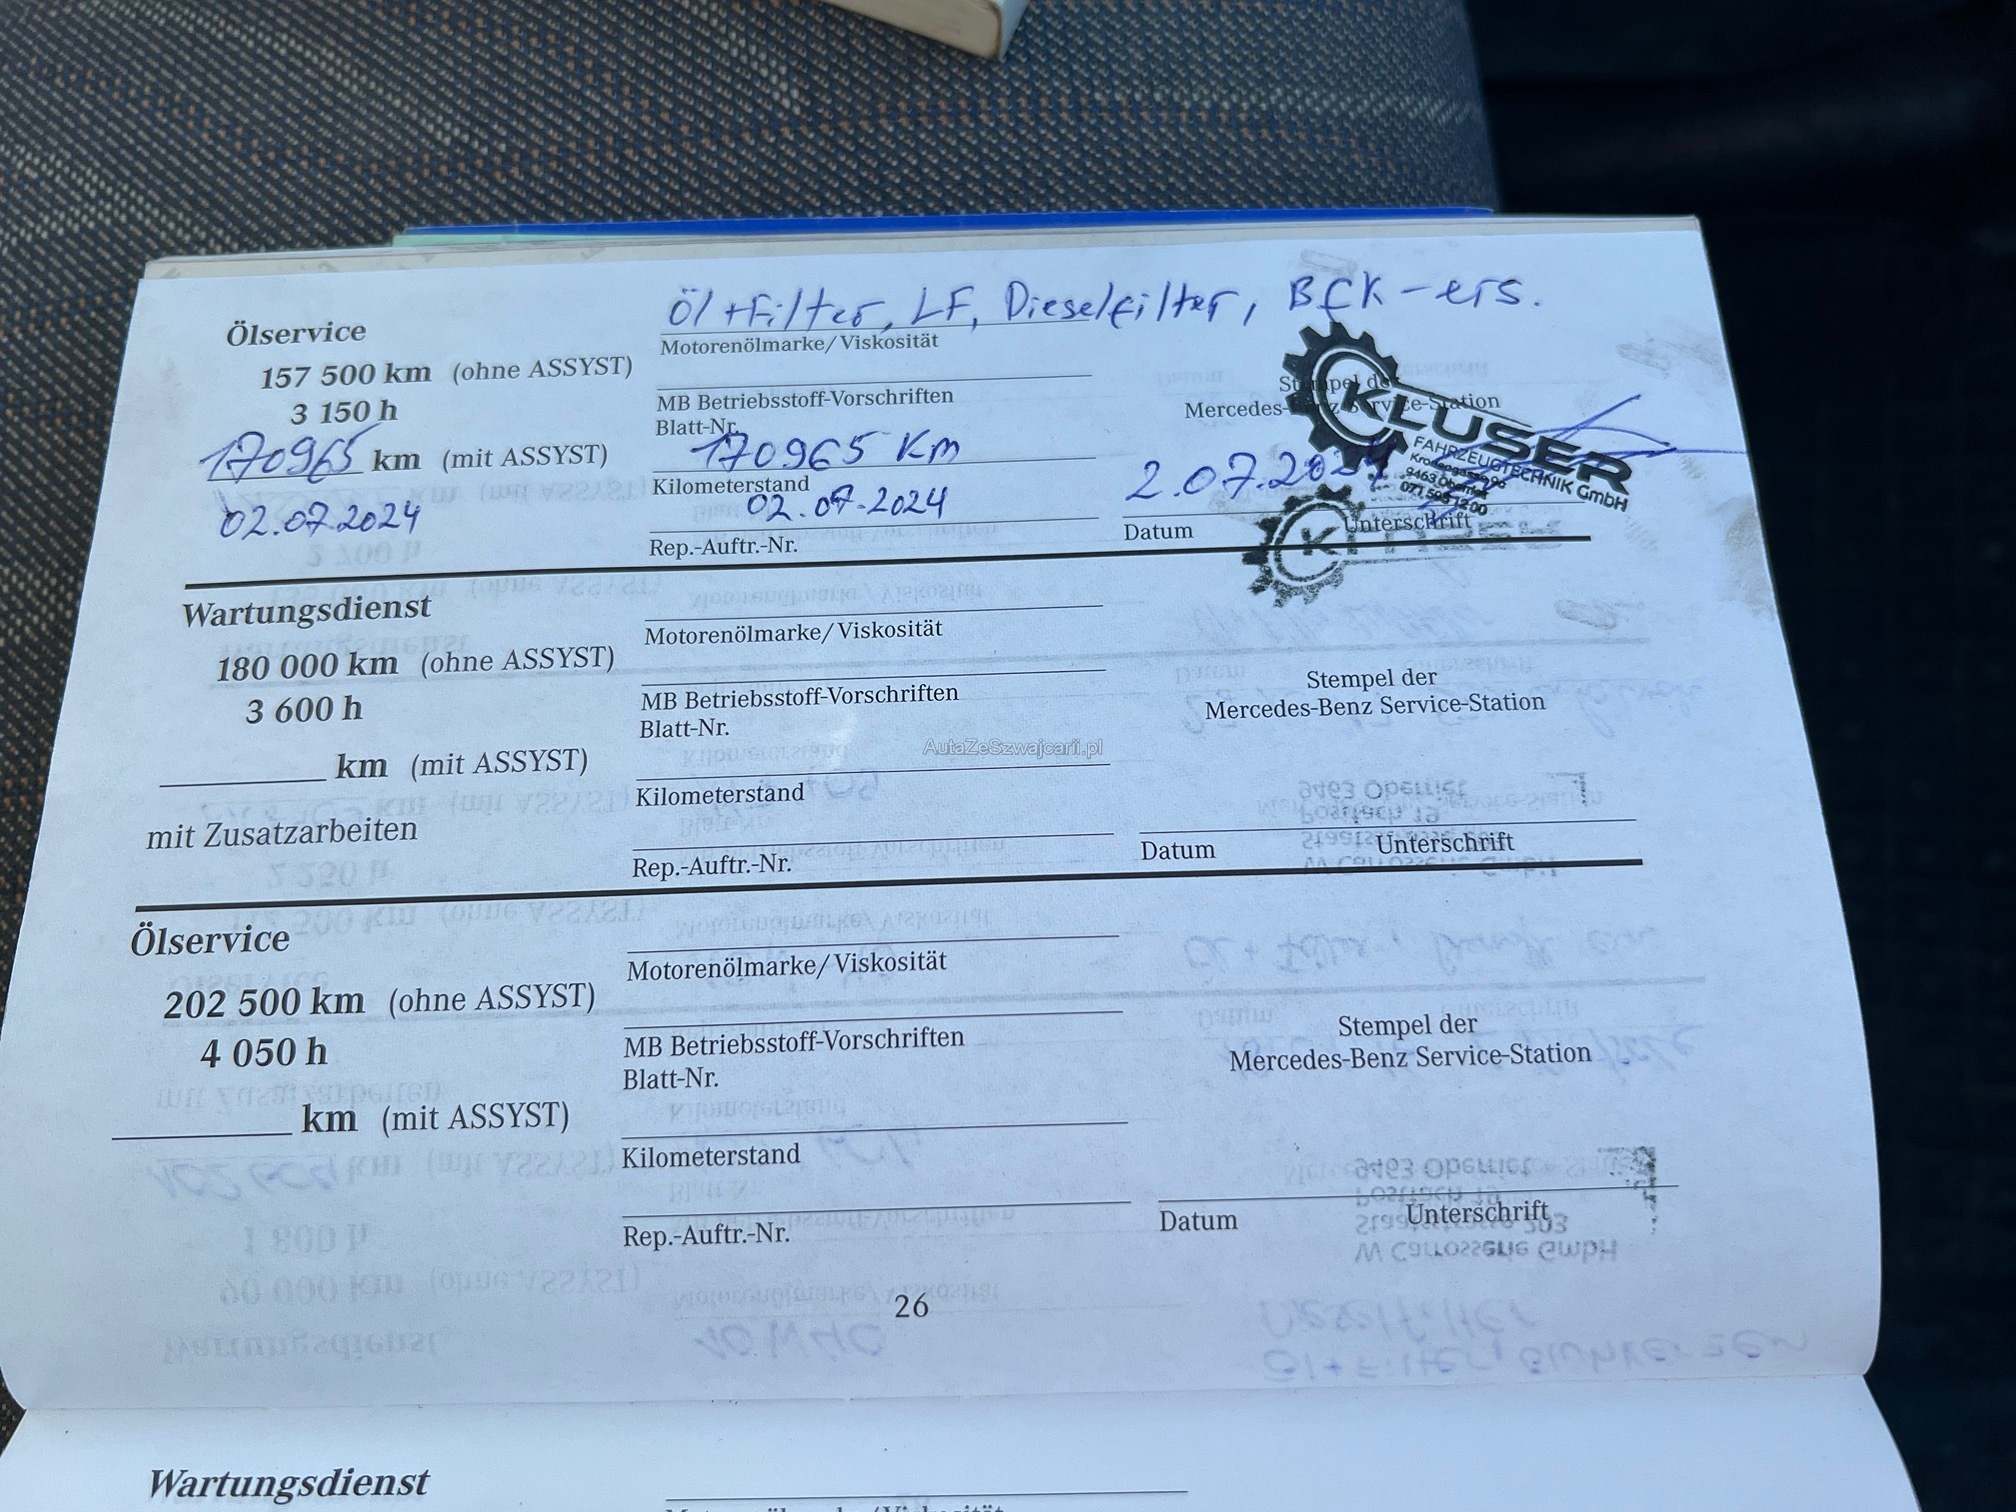 Öl+Filter, LF, Dieselfilter, BFK-ers.
Ölservice
Motorenölmarke/Viskosität
157 500 km (ohne ASSYST)
3 150 h
MB Betriebsstoff-Vorschriften
Blatt-Nr.
Stempel der
Mercedes-Benz Service-Station
KLUSER
FAHRZEUGTECHNIK GmbH
9463 Oberriet
170965 km (mit ASSYST)
170965 Km
Kilometerstand
02.07.2024
02.07.2024
2.07.2024
Rep.-Auftr.-Nr.
Datum
Unterschrift
KLUSER
Wartungsdienst
Motorenölmarke/Viskosität
180 000 km (ohne ASSYST)
3 600 h
MB Betriebsstoff-Vorschriften
Blatt-Nr.
Stempel der
Mercedes-Benz Service-Station
AutaZeSzwajcarii.pl
km (mit ASSYST)
Kilometerstand
mit Zusatzarbeiten
Rep.-Auftr.-Nr.
Datum
Unterschrift
Ölservice
Motorenölmarke/Viskosität
202 500 km (ohne ASSYST)
4 050 h
MB Betriebsstoff-Vorschriften
Blatt-Nr.
Stempel der
Mercedes-Benz Service-Station
km (mit ASSYST)
Kilometerstand
Rep.-Auftr.-Nr.
Datum
Unterschrift
26
Wartungsdienst